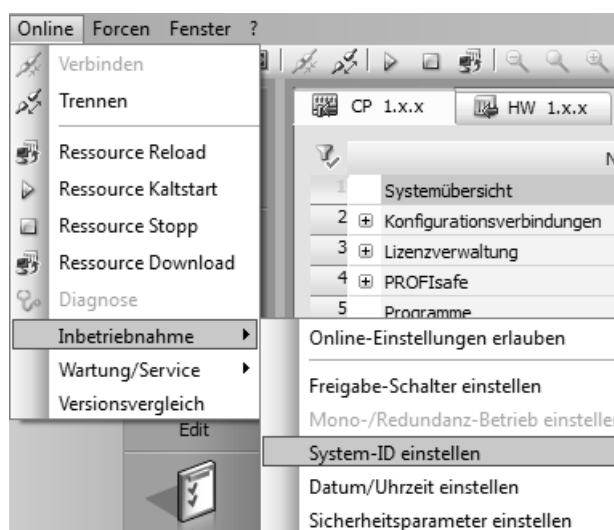 Online Forcen Fenster ?
Verbinden
Trennen
Ressource Reload
Ressource Kaltstart
Ressource Stopp
Ressource Download
Diagnose
Inbetriebnahme
Wartung/Service
Versionsvergleich
Edit
CP 1.x.x HW 1.x.x
N
1 Systemübersicht
2 Konfigurationsverbindungen
3 Lizenzverwaltung
4 PROFIsafe
5 Programme
Online-Einstellungen erlauben
Freigabe-Schalter einstellen
Mono-/Redundanz-Betrieb einstellen
System-ID einstellen
Datum/Uhrzeit einstellen
Sicherheitsparameter einstellen